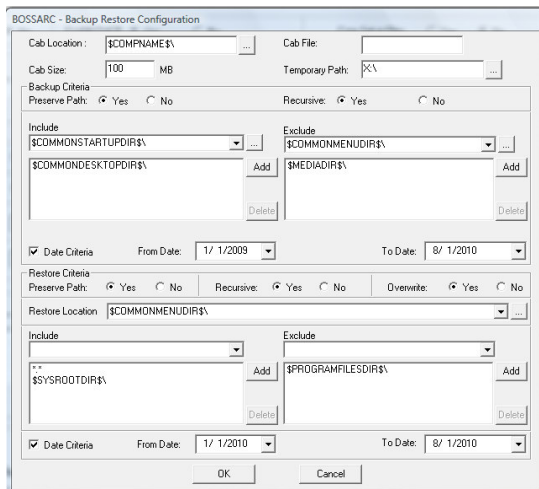 BOSSARC - Backup Restore Configuration
Cab Location : $COMPNAME$\ ... Cab File:
Cab Size: 100 MB Temporary Path: X:\ ...
Backup Criteria
Preserve Path: Yes No Recursive: Yes No
Include Exclude
$COMMONSTARTUPDIR$\ ... $COMMONMENUDIR$\ ...
$COMMONDESKTOPDIR$\ Add $MEDIADIR$\ Add
Delete Delete
Date Criteria From Date: 1/ 1/2009 To Date: 8/ 1/2010
Restore Criteria
Preserve Path: Yes No Recursive: Yes No Overwrite: Yes No
Restore Location $COMMONMENUDIR$\ ...
Include Exclude
*.* Add $PROGRAMFILESDIR$\ Add
$SYSROOTDIR$\
Delete Delete
Date Criteria From Date: 1/ 1/2010 To Date: 8/ 1/2010
OK Cancel